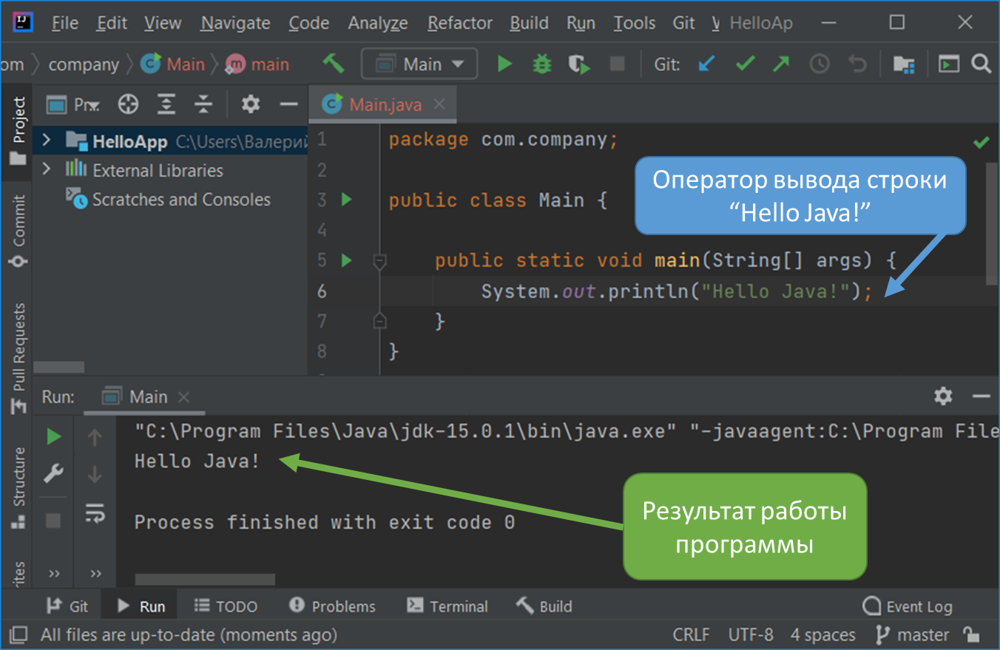 File Edit View Navigate Code Analyze Refactor Build Run Tools Git HelloAp
om company Main main Main Git:
Project
Pr
Main.java
HelloApp C:\Users\Валерий
External Libraries
Scratches and Consoles
Commit
Pull Requests
Structure
rites
1 package com.company;
2
3 public class Main {
4
5 public static void main(String[] args) {
6 System.out.println("Hello Java!");
7 }
8 }
Оператор вывода строки
“Hello Java!”
Run: Main
"C:\Program Files\Java\jdk-15.0.1\bin\java.exe" "-javaagent:C:\Program File
Hello Java!
Process finished with exit code 0
Результат работы
программы
Git Run TODO Problems Terminal Build Event Log
All files are up-to-date (moments ago) CRLF UTF-8 4 spaces master